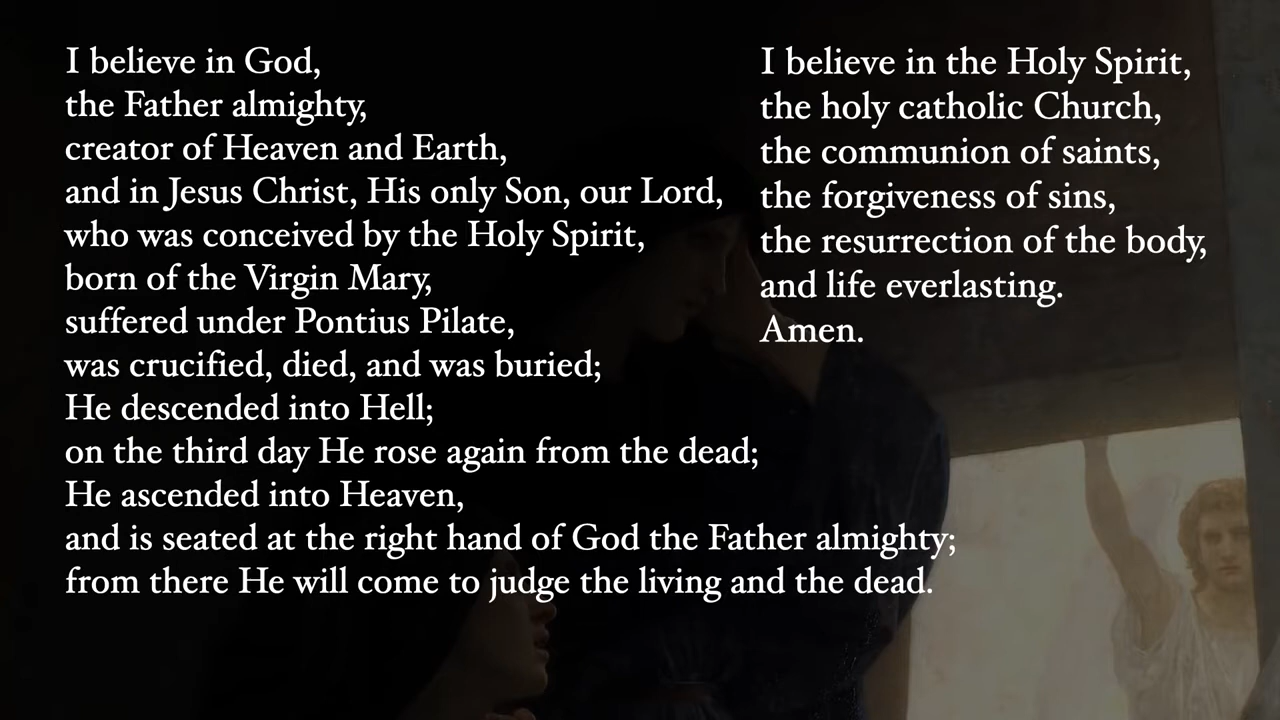 I believe in God,
the Father almighty,
creator of Heaven and Earth,
and in Jesus Christ, His only Son, our Lord,
who was conceived by the Holy Spirit,
born of the Virgin Mary,
suffered under Pontius Pilate,
was crucified, died, and was buried;
He descended into Hell;
on the third day He rose again from the dead;
He ascended into Heaven,
and is seated at the right hand of God the Father almighty;
from there He will come to judge the living and the dead.
I believe in the Holy Spirit,
the holy catholic Church,
the communion of saints,
the forgiveness of sins,
the resurrection of the body,
and life everlasting.
Amen.